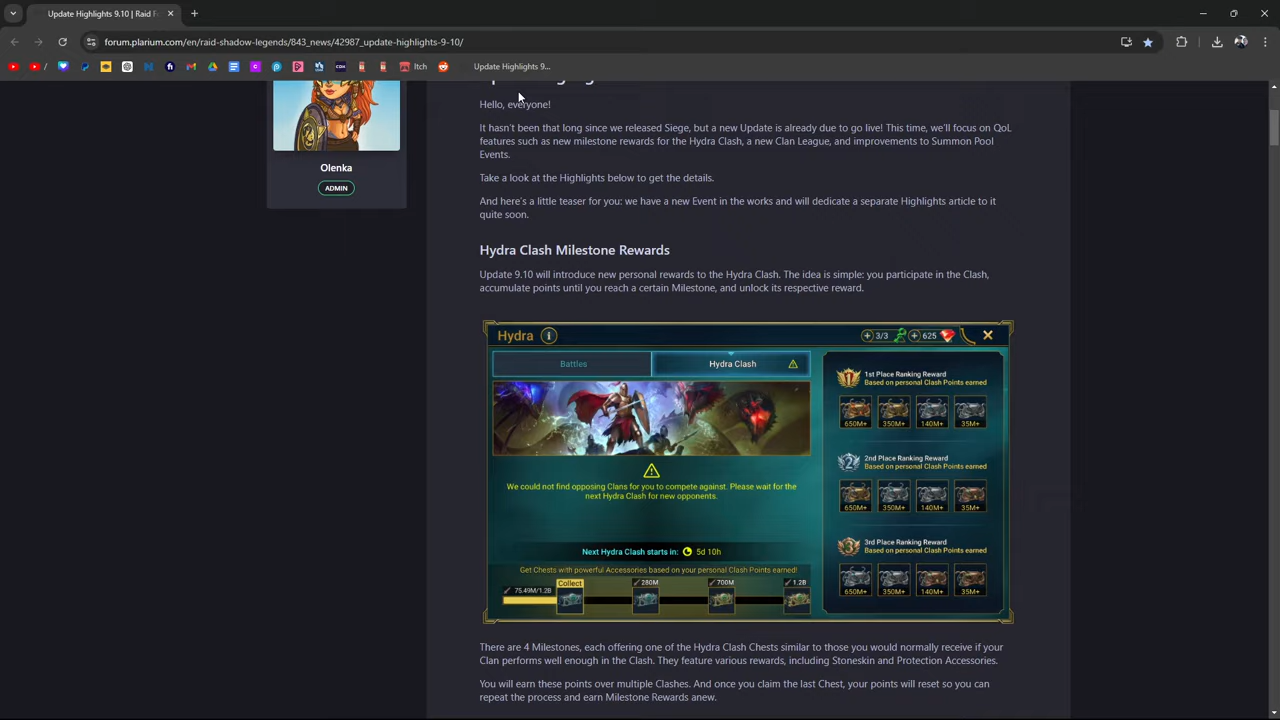 Update Highlights 9.10 | Raid F
forum.plarium.com/en/raid-shadow-legends/843_news/42987_update-highlights-9-10/
Itch
Update Highlights 9...
Hello, everyone!
It hasn't been that long since we released Siege, but a new Update is already due to go live! This time, we'll focus on QoL
features such as new milestone rewards for the Hydra Clash, a new Clan League, and improvements to Summon Pool
Events.
Take a look at the Highlights below to get the details.
And here's a little teaser for you: we have a new Event in the works and will dedicate a separate Highlights article to it
quite soon.
Olenka
ADMIN
Hydra Clash Milestone Rewards
Update 9.10 will introduce new personal rewards to the Hydra Clash. The idea is simple: you participate in the Clash,
accumulate points until you reach a certain Milestone, and unlock its respective reward.
Hydra
3/3
625
Battles
Hydra Clash
1st Place Ranking Reward
Based on personal Clash Points earned
650M+ 350M+ 140M+ 35M+
2nd Place Ranking Reward
Based on personal Clash Points earned
650M+ 350M+ 140M+ 35M+
3rd Place Ranking Reward
Based on personal Clash Points earned
650M+ 350M+ 140M+ 35M+
We could not find opposing Clans for you to compete against. Please wait for the
next Hydra Clash for new opponents.
Next Hydra Clash starts in: 5d 10h
Get Chests with powerful Accessories based on your personal Clash Points earned!
75.49M/1.2B Collect 280M 700M 1.2B
There are 4 Milestones, each offering one of the Hydra Clash Chests similar to those you would normally receive if your
Clan performs well enough in the Clash. They feature various rewards, including Stoneskin and Protection Accessories.
You will earn these points over multiple Clashes. And once you claim the last Chest, your points will reset so you can
repeat the process and earn Milestone Rewards anew.